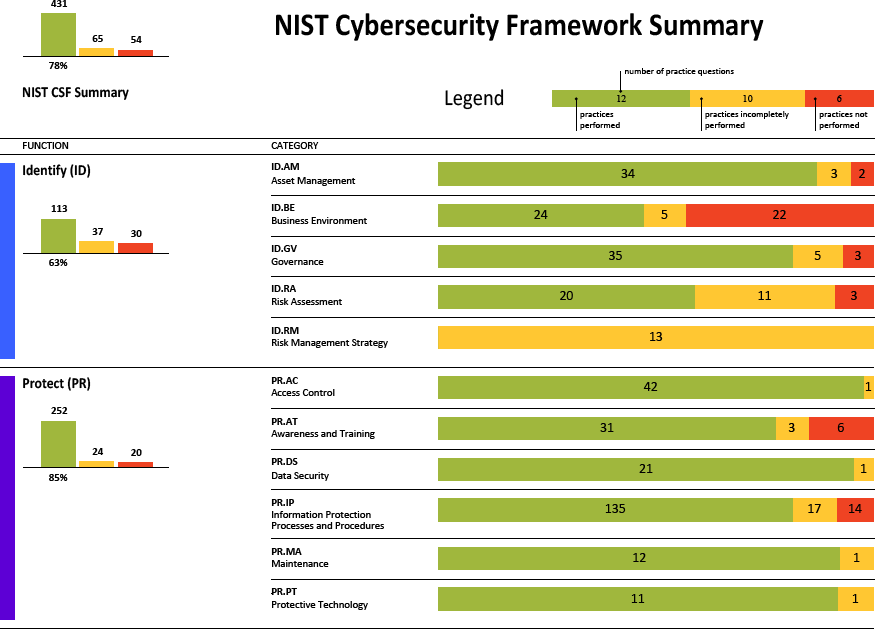 431
65
54
78%
NIST CSF Summary
NIST Cybersecurity Framework Summary
number of practice questions
Legend
12
10
6
practices
performed
practices incompletely
performed
practices not
performed
FUNCTION
CATEGORY
Identify (ID)
113
37
30
63%
ID.AM
Asset Management
34
3
2
ID.BE
Business Environment
24
5
22
ID.GV
Governance
35
5
3
ID.RA
Risk Assessment
20
11
3
ID.RM
Risk Management Strategy
13
Protect (PR)
252
24
20
85%
PR.AC
Access Control
42
1
PR.AT
Awareness and Training
31
3
6
PR.DS
Data Security
21
1
PR.IP
Information Protection
Processes and Procedures
135
17
14
PR.MA
Maintenance
12
1
PR.PT
Protective Technology
11
1